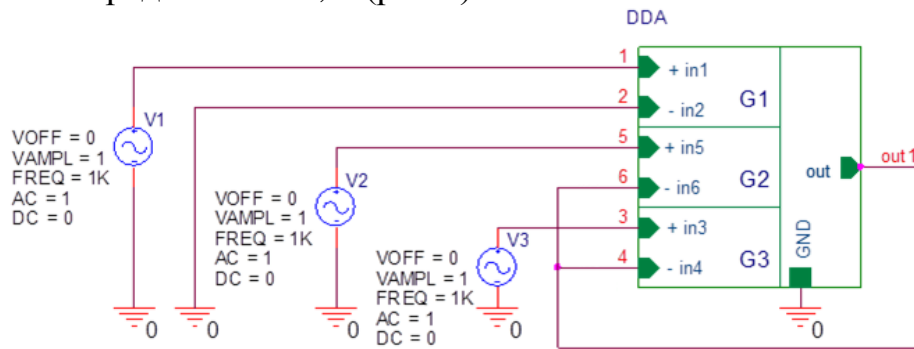 DDA
1
+ in1
G1
2
- in2
V1
VOFF = 0
VAMPL = 1
FREQ = 1K
AC = 1
DC = 0
0
0
5
+ in5
G2
6
- in6
V2
VOFF = 0
VAMPL = 1
FREQ = 1K
AC = 1
DC = 0
0
3
+ in3
G3
4
- in4
V3
VOFF = 0
VAMPL = 1
FREQ = 1K
AC = 1
DC = 0
0
out
out1
GND
0